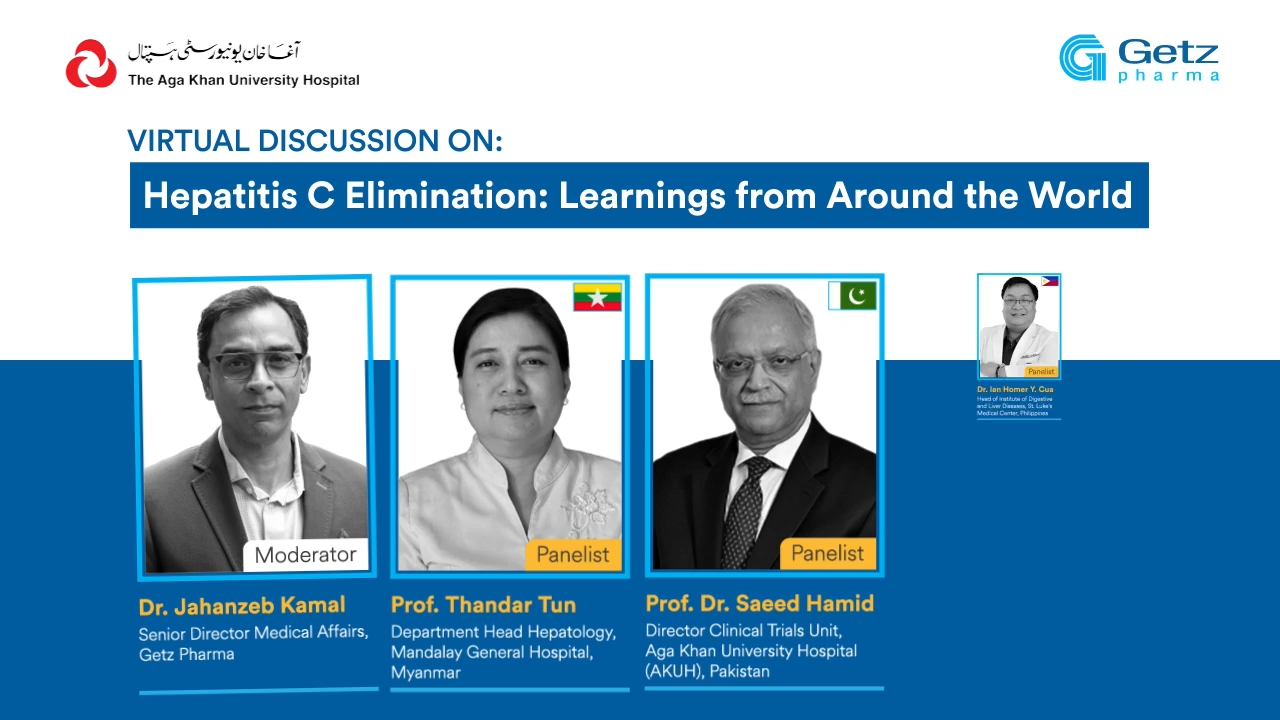 آغا خان یونیورسٹی ہسپتال
The Aga Khan University Hospital
Getz
pharma
VIRTUAL DISCUSSION ON:
Hepatitis C Elimination: Learnings from Around the World
Moderator
Dr. Jahanzeb Kamal
Senior Director Medical Affairs,
Getz Pharma
Panelist
Prof. Thandar Tun
Department Head Hepatology,
Mandalay General Hospital,
Myanmar
Panelist
Prof. Dr. Saeed Hamid
Director Clinical Trials Unit,
Aga Khan University Hospital
(AKUH), Pakistan
Panelist
Dr. Ian Homer Y. Cua
Head of Institute of Digestive
and Liver Diseases, St. Luke's
Medical Center, Philippines